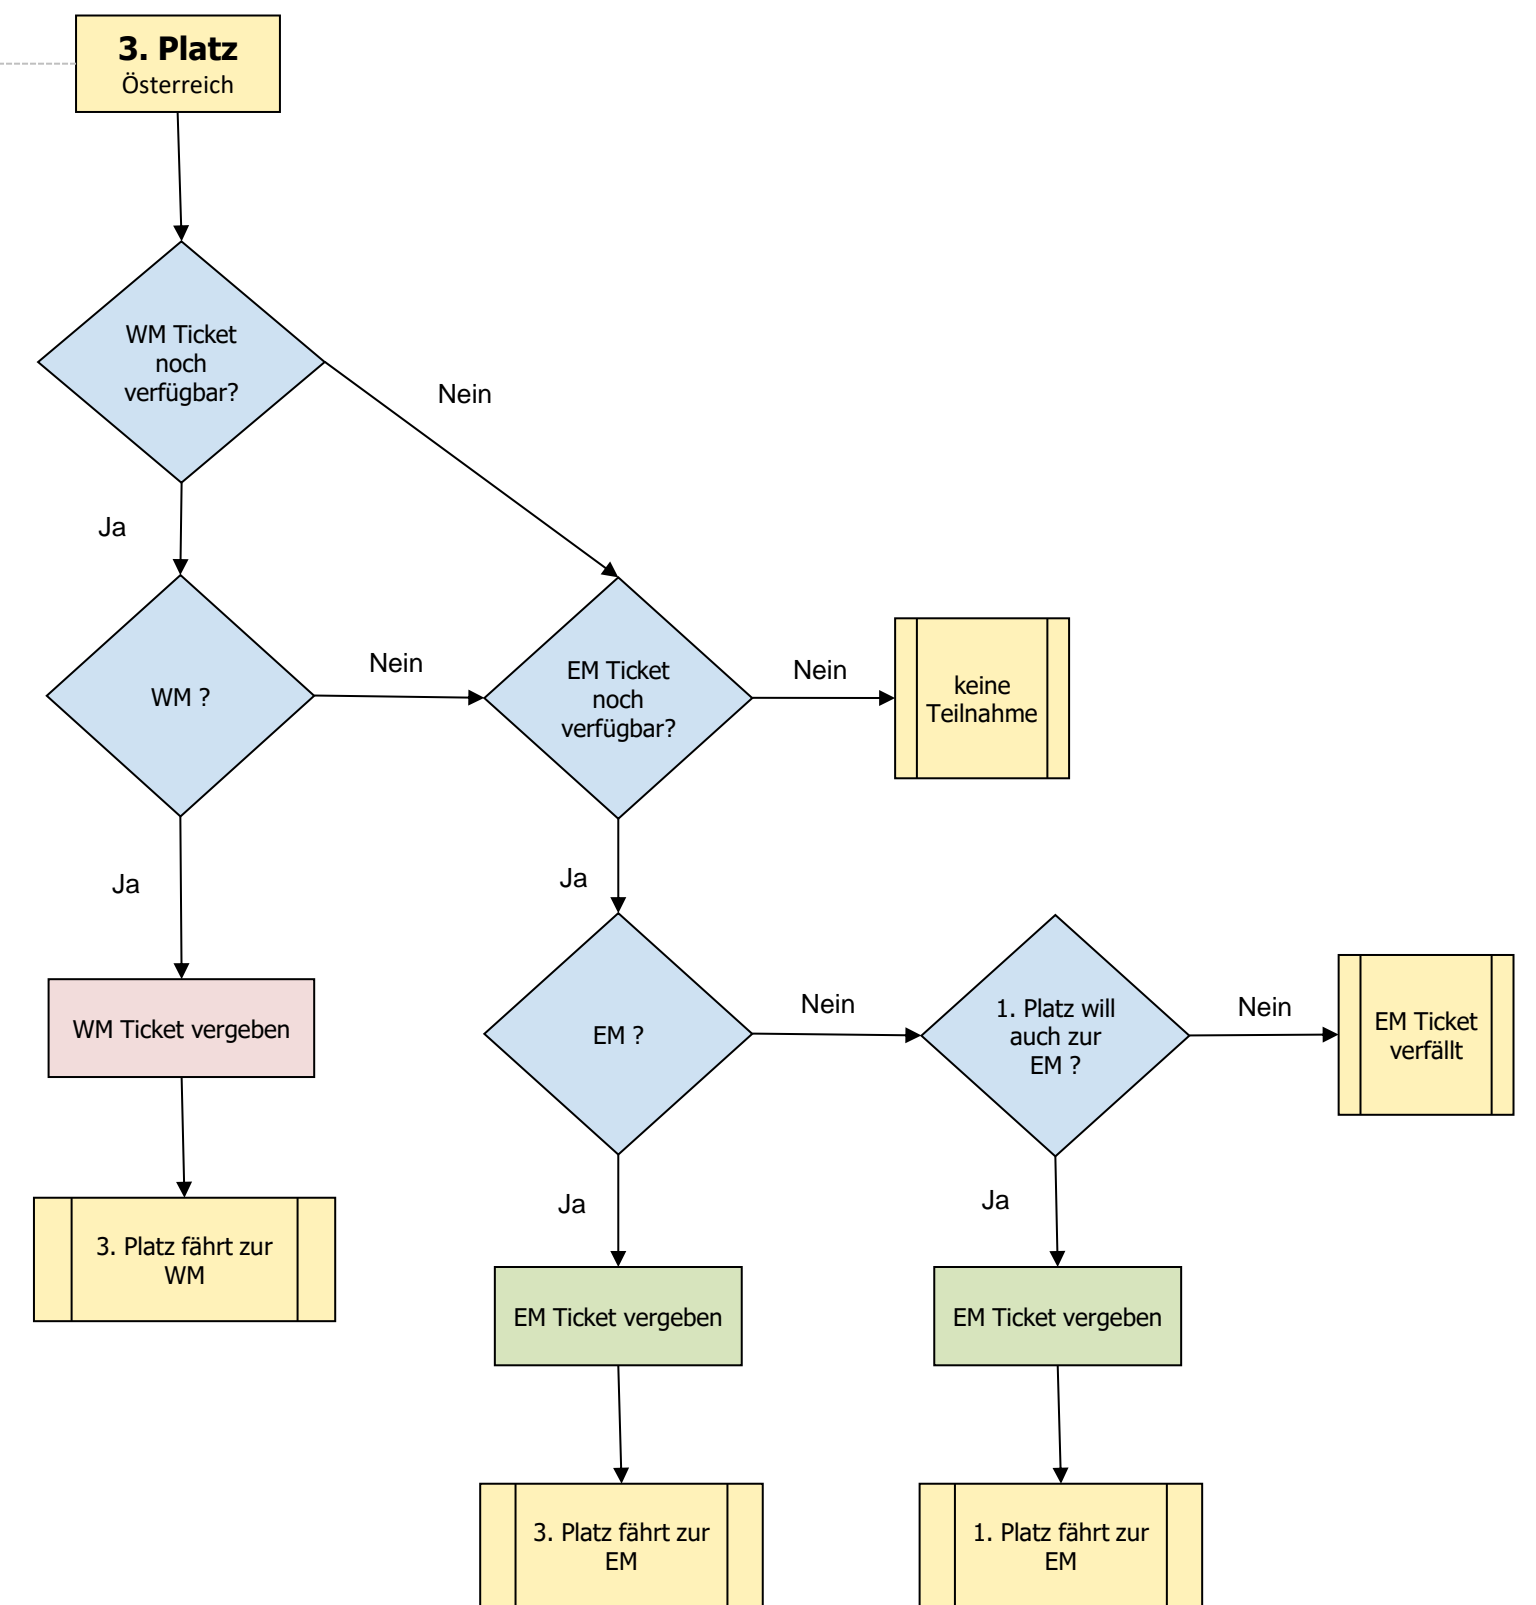 3. Platz
Österreich
WM Ticket
noch
verfügbar?
Nein
Ja
WM ?
Nein
EM Ticket
noch
verfügbar?
Nein
keine
Teilnahme
Ja
Ja
WM Ticket vergeben
EM ?
Nein
1. Platz will
auch zur
EM ?
Nein
EM Ticket
verfällt
Ja
Ja
3. Platz fährt zur
WM
EM Ticket vergeben
EM Ticket vergeben
3. Platz fährt zur
EM
1. Platz fährt zur
EM